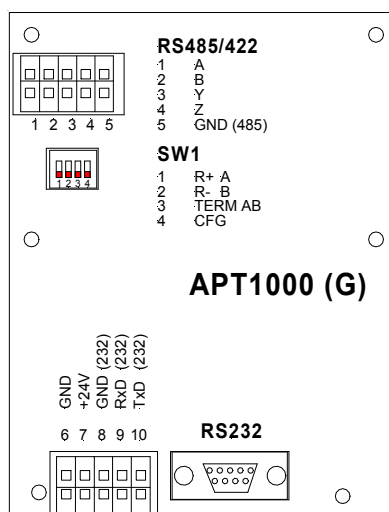 RS485/422
1 A
2 B
3 Y
4 Z
5 GND (485)
1 2 3 4 5
SW1
1 R+ A
2 R- B
3 TERM AB
4 CFG
1 2 3 4
APT1000 (G)
GND
+24V
GND (232)
RxD (232)
TxD (232)
6 7 8 9 10
RS232